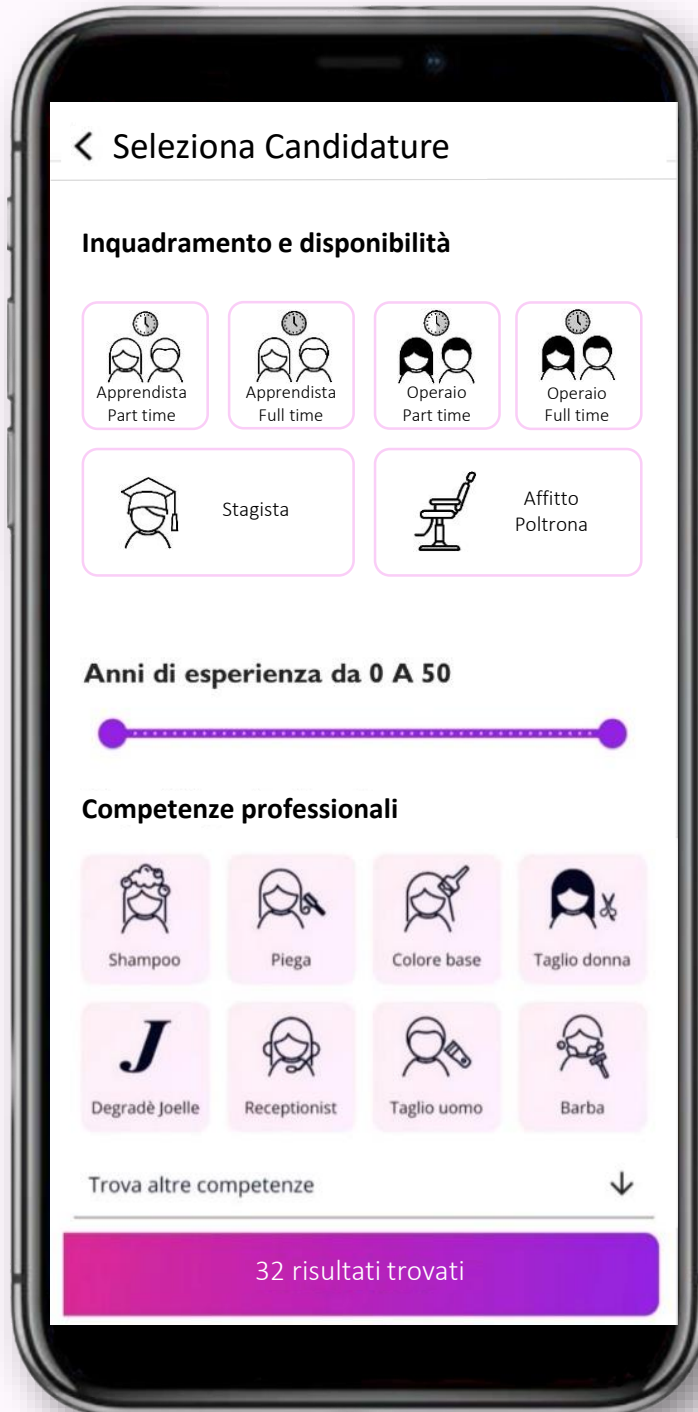 Seleziona Candidature
Inquadramento e disponibilità
Apprendista
Part time
Apprendista
Full time
Operaio
Part time
Operaio
Full time
Stagista
Affitto
Poltrona
Anni di esperienza da 0 A 50
Competenze professionali
Shampoo
Piega
Colore base
Taglio donna
J
Degradè Joelle
Receptionist
Taglio uomo
Barba
Trova altre competenze
32 risultati trovati